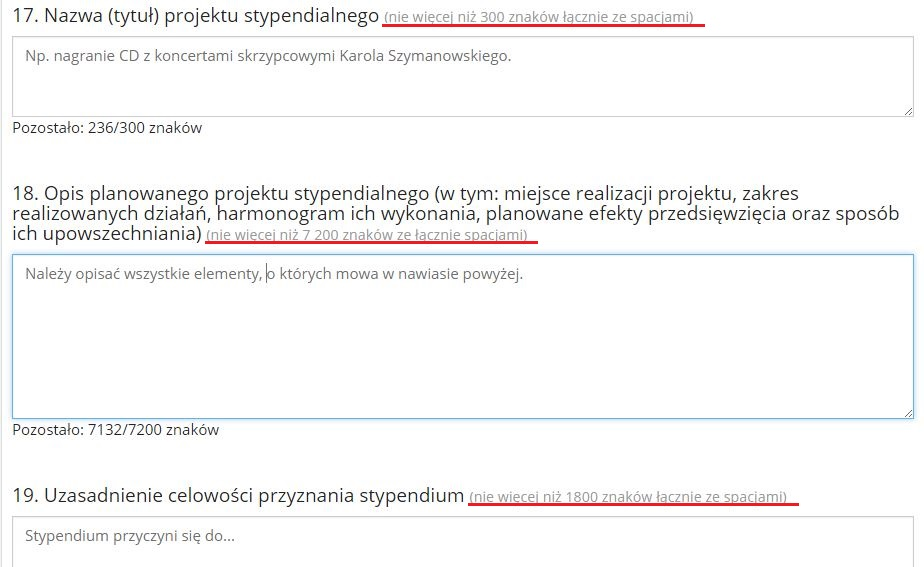 17. Nazwa (tytuł) projektu stypendialnego (nie więcej niż 300 znaków łącznie ze spacjami)
Np. nagranie CD z koncertami skrzypcowymi Karola Szymanowskiego.
Pozostało: 236/300 znaków
18. Opis planowanego projektu stypendialnego (w tym: miejsce realizacji projektu, zakres
realizowanych działań, harmonogram ich wykonania, planowane efekty przedsięwzięcia oraz sposób
ich upowszechniania) (nie więcej niż 7 200 znaków ze łącznie spacjami)
Należy opisać wszystkie elementy, o których mowa w nawiasie powyżej.
Pozostało: 7132/7200 znaków
19. Uzasadnienie celowości przyznania stypendium (nie więcej niż 1800 znaków łącznie ze spacjami)
Stypendium przyczyni się do...